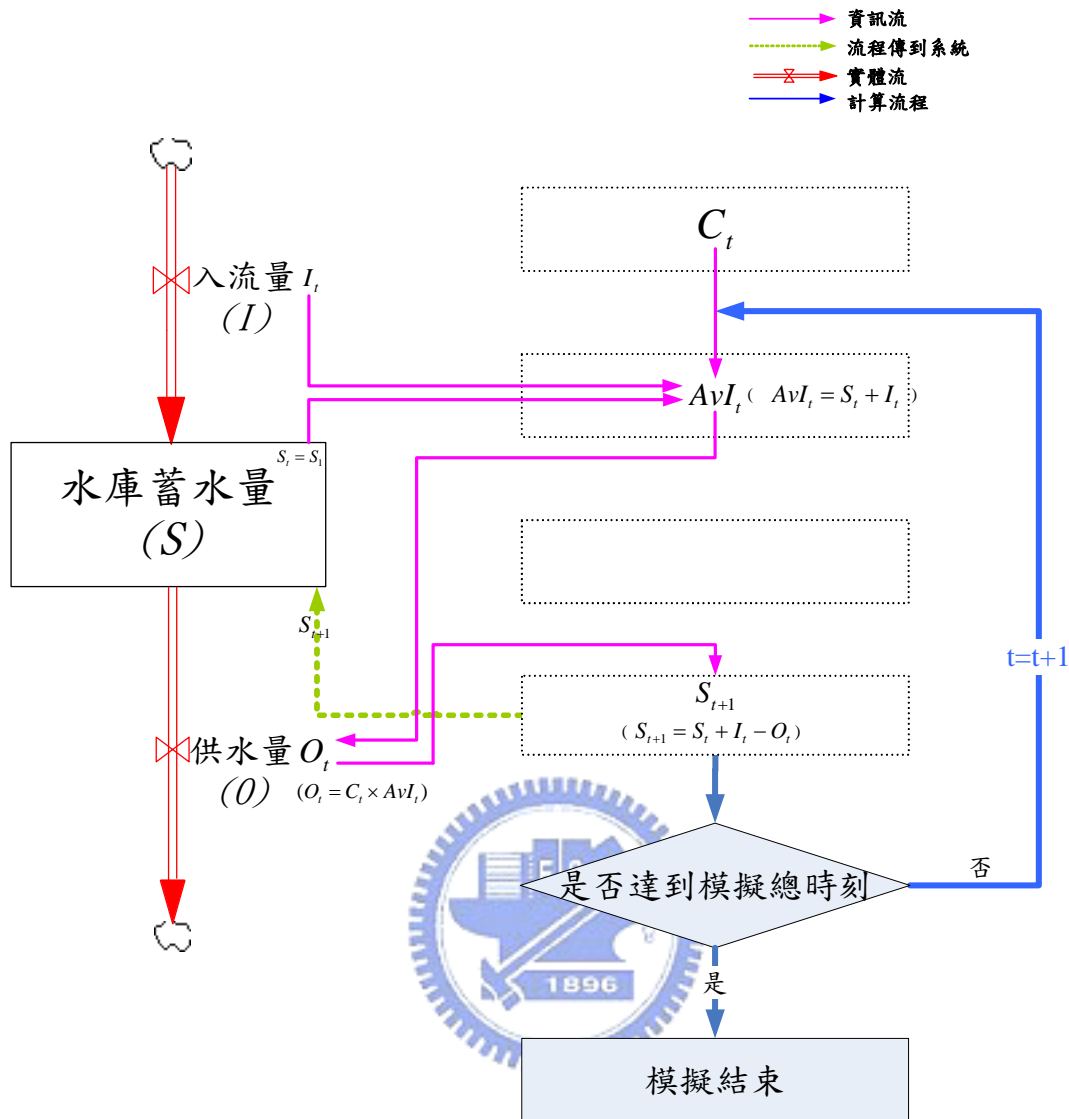 資訊流
流程傳到系統
實體流
計算流程
C_t
入流量 I_t
(I)
AvI_t ( AvI_t = S_t + I_t )
S_t = S_1
水庫蓄水量
(S)
S_{t+1}
t=t+1
S_{t+1}
( S_{t+1} = S_t + I_t - O_t )
供水量 O_t
(O) (O_t = C_t × AvI_t)
是否達到模擬總時刻
否
1896
是
模擬結束